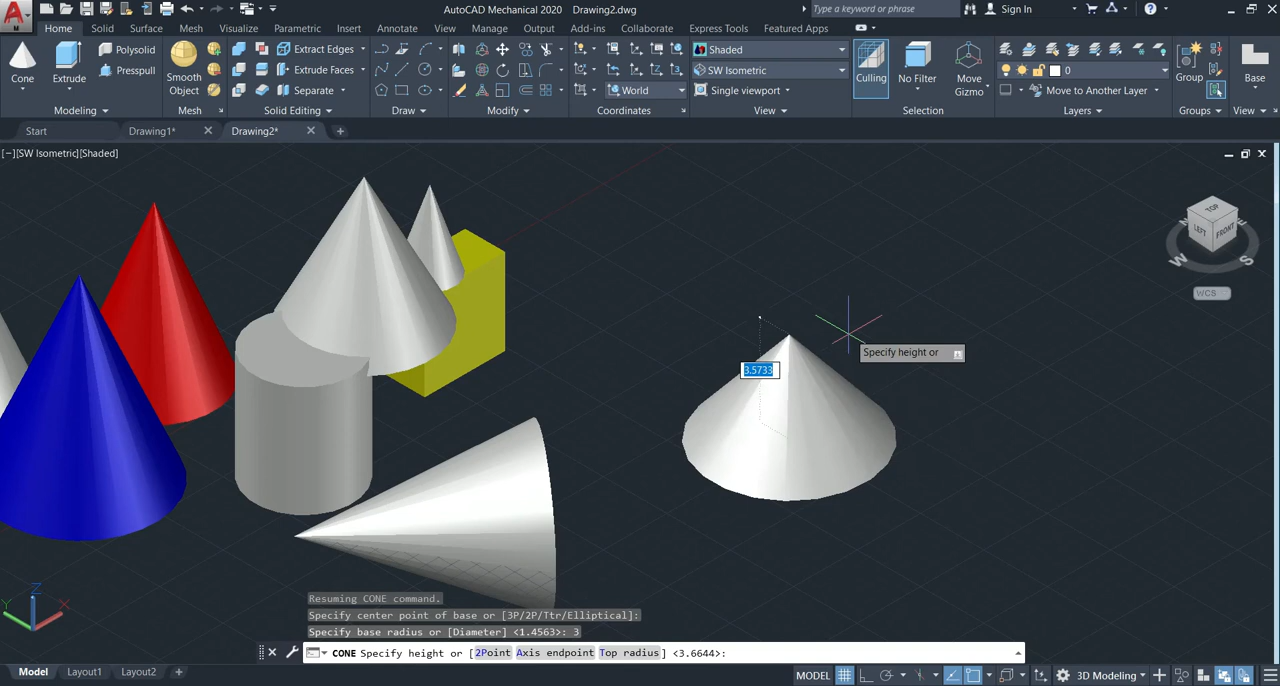 AutoCAD Mechanical 2020 Drawing2.dwg
Type a keyword or phrase
Sign In
Home Solid Surface Mesh Visualize Parametric Insert Annotate View Manage Output Add-ins Collaborate Express Tools Featured Apps
Cone
Extrude
Polysolid
Presspull
Smooth
Object
Extract Edges
Extrude Faces
Separate
World
Shaded
SW Isometric
Single viewport
Culling
No Filter
Move
Gizmo
0
Move to Another Layer
Group
Base
Modeling Mesh Solid Editing Draw Modify Coordinates View Selection Layers Groups View
Start Drawing1* Drawing2*
[−][SW Isometric][Shaded]
TOP
LEFT FRONT
W
S
E
N
WCS
Specify height or
3.5733
Z
Y
X
Resuming CONE command.
Specify center point of base or [3P/2P/Ttr/Elliptical]:
Specify base radius or [Diameter] <1.4563>: 3
CONE Specify height or [2Point Axis endpoint Top radius] <3.6644>:
Model Layout1 Layout2
MODEL
3D Modeling